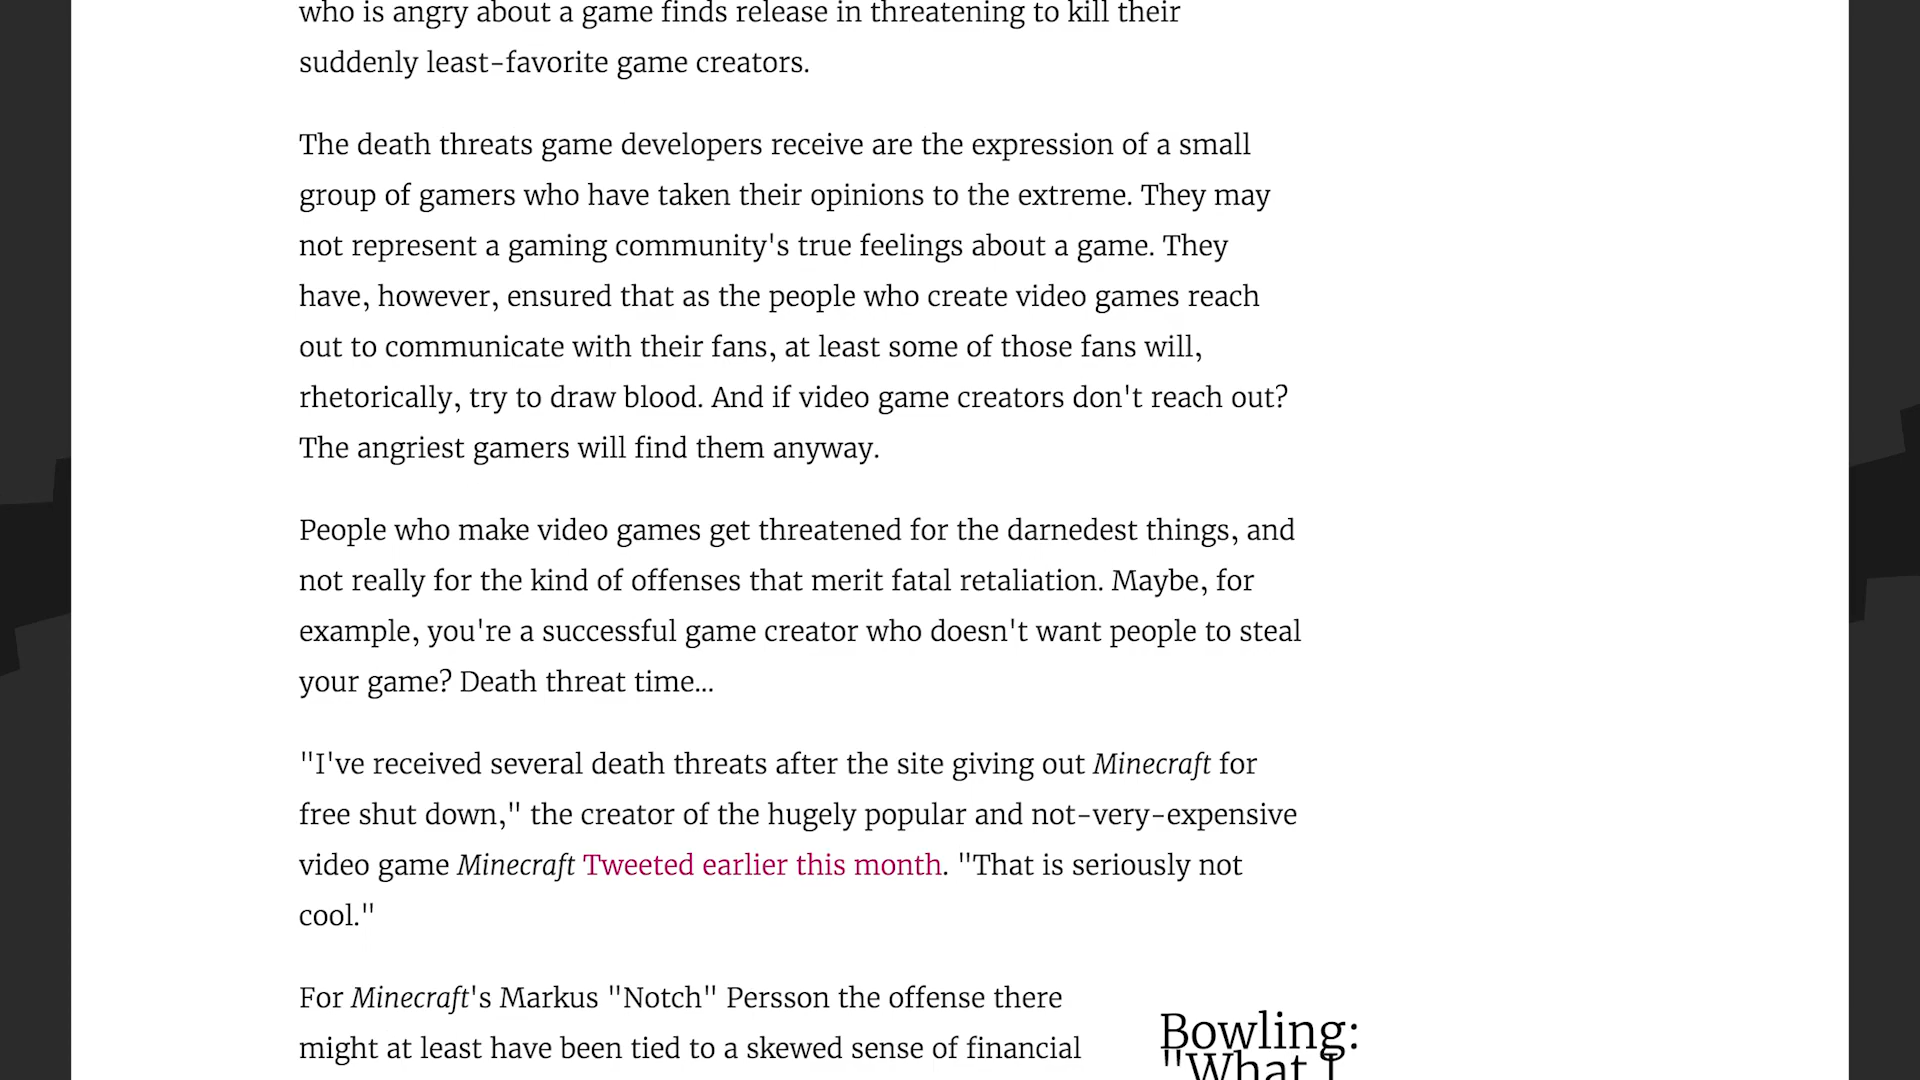 who is angry about a game finds release in threatening to kill their
suddenly least-favorite game creators.
The death threats game developers receive are the expression of a small
group of gamers who have taken their opinions to the extreme. They may
not represent a gaming community's true feelings about a game. They
have, however, ensured that as the people who create video games reach
out to communicate with their fans, at least some of those fans will,
rhetorically, try to draw blood. And if video game creators don't reach out?
The angriest gamers will find them anyway.
People who make video games get threatened for the darnedest things, and
not really for the kind of offenses that merit fatal retaliation. Maybe, for
example, you're a successful game creator who doesn't want people to steal
your game? Death threat time...
"I've received several death threats after the site giving out Minecraft for
free shut down," the creator of the hugely popular and not-very-expensive
video game Minecraft Tweeted earlier this month. "That is seriously not
cool."
For Minecraft's Markus "Notch" Persson the offense there
might at least have been tied to a skewed sense of financial
Bowling:
"What I